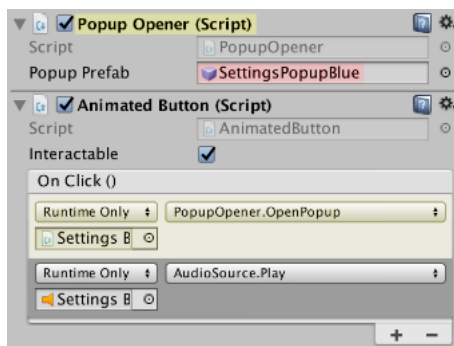 Popup Opener (Script)
Script PopupOpener
Popup Prefab SettingsPopupBlue
Animated Button (Script)
Script AnimatedButton
Interactable
On Click ()
Runtime Only PopupOpener.OpenPopup
Settings B
Runtime Only AudioSource.Play
Settings B
+ −